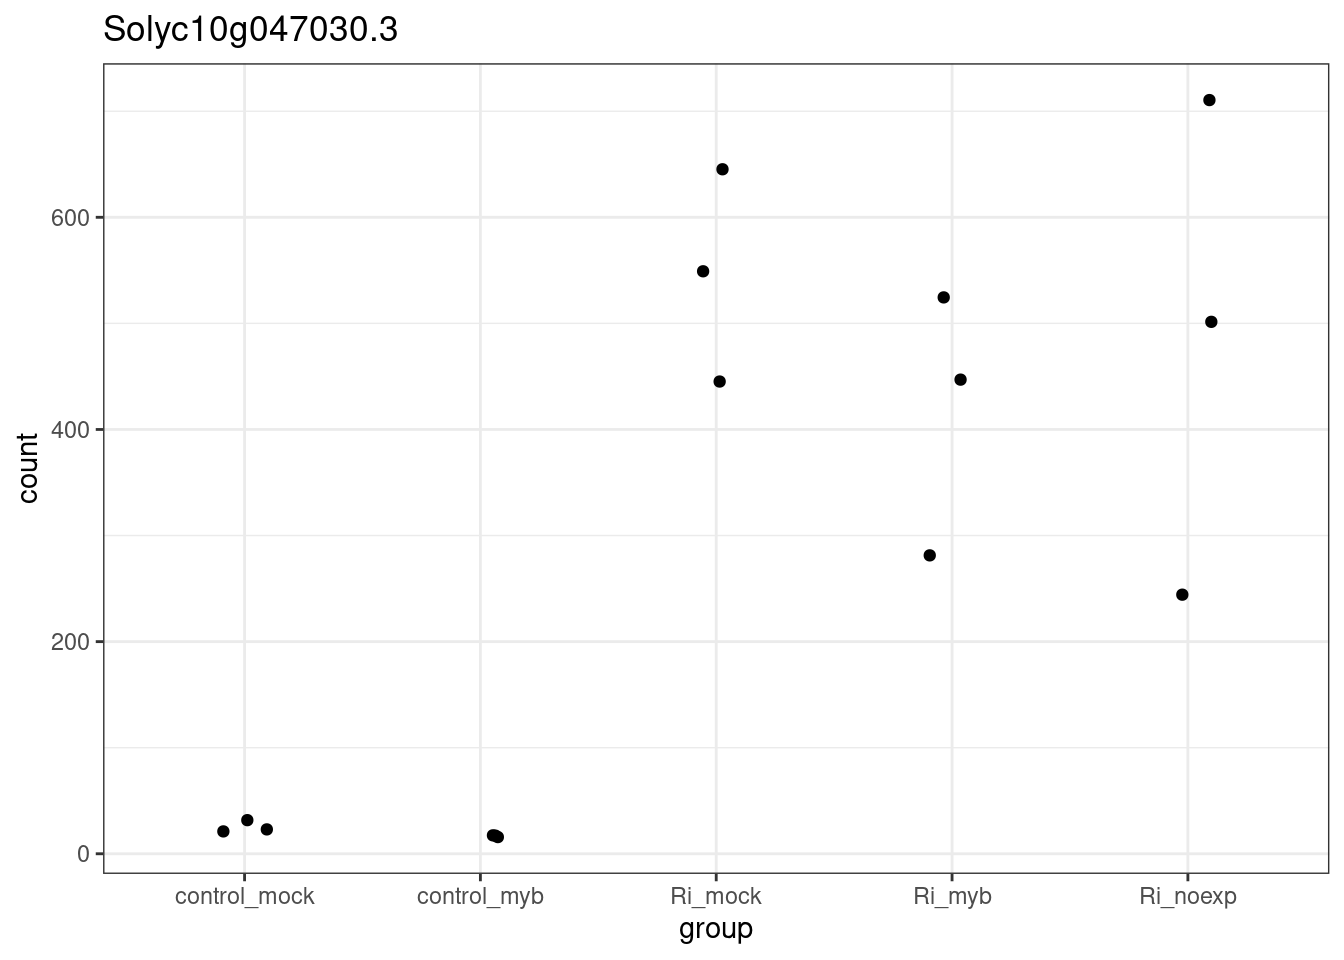 Solyc10g047030.3
600
400
200
0
count
control_mock
control_myb
Ri_mock
Ri_myb
Ri_noexp
group